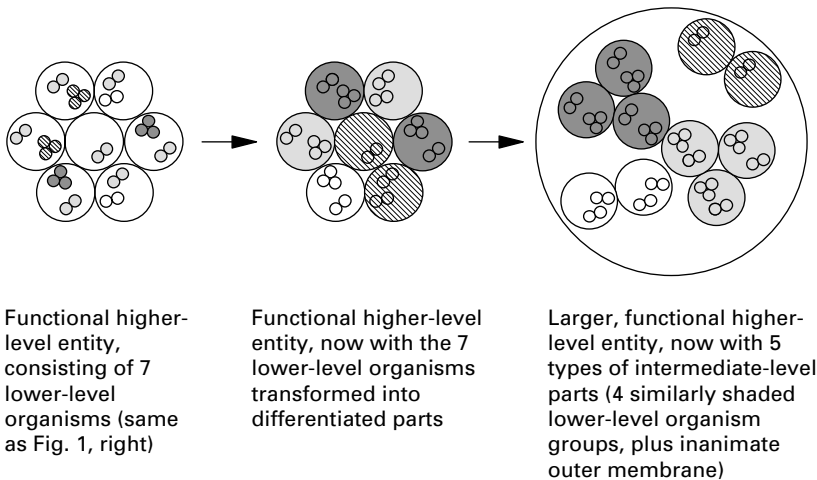 Functional higher-
level entity,
consisting of 7
lower-level
organisms (same
as Fig. 1, right)
Functional higher-level
entity, now with the 7
lower-level organisms
transformed into
differentiated parts
Larger, functional higher-
level entity, now with 5
types of intermediate-level
parts (4 similarly shaded
lower-level organism
groups, plus inanimate
outer membrane)